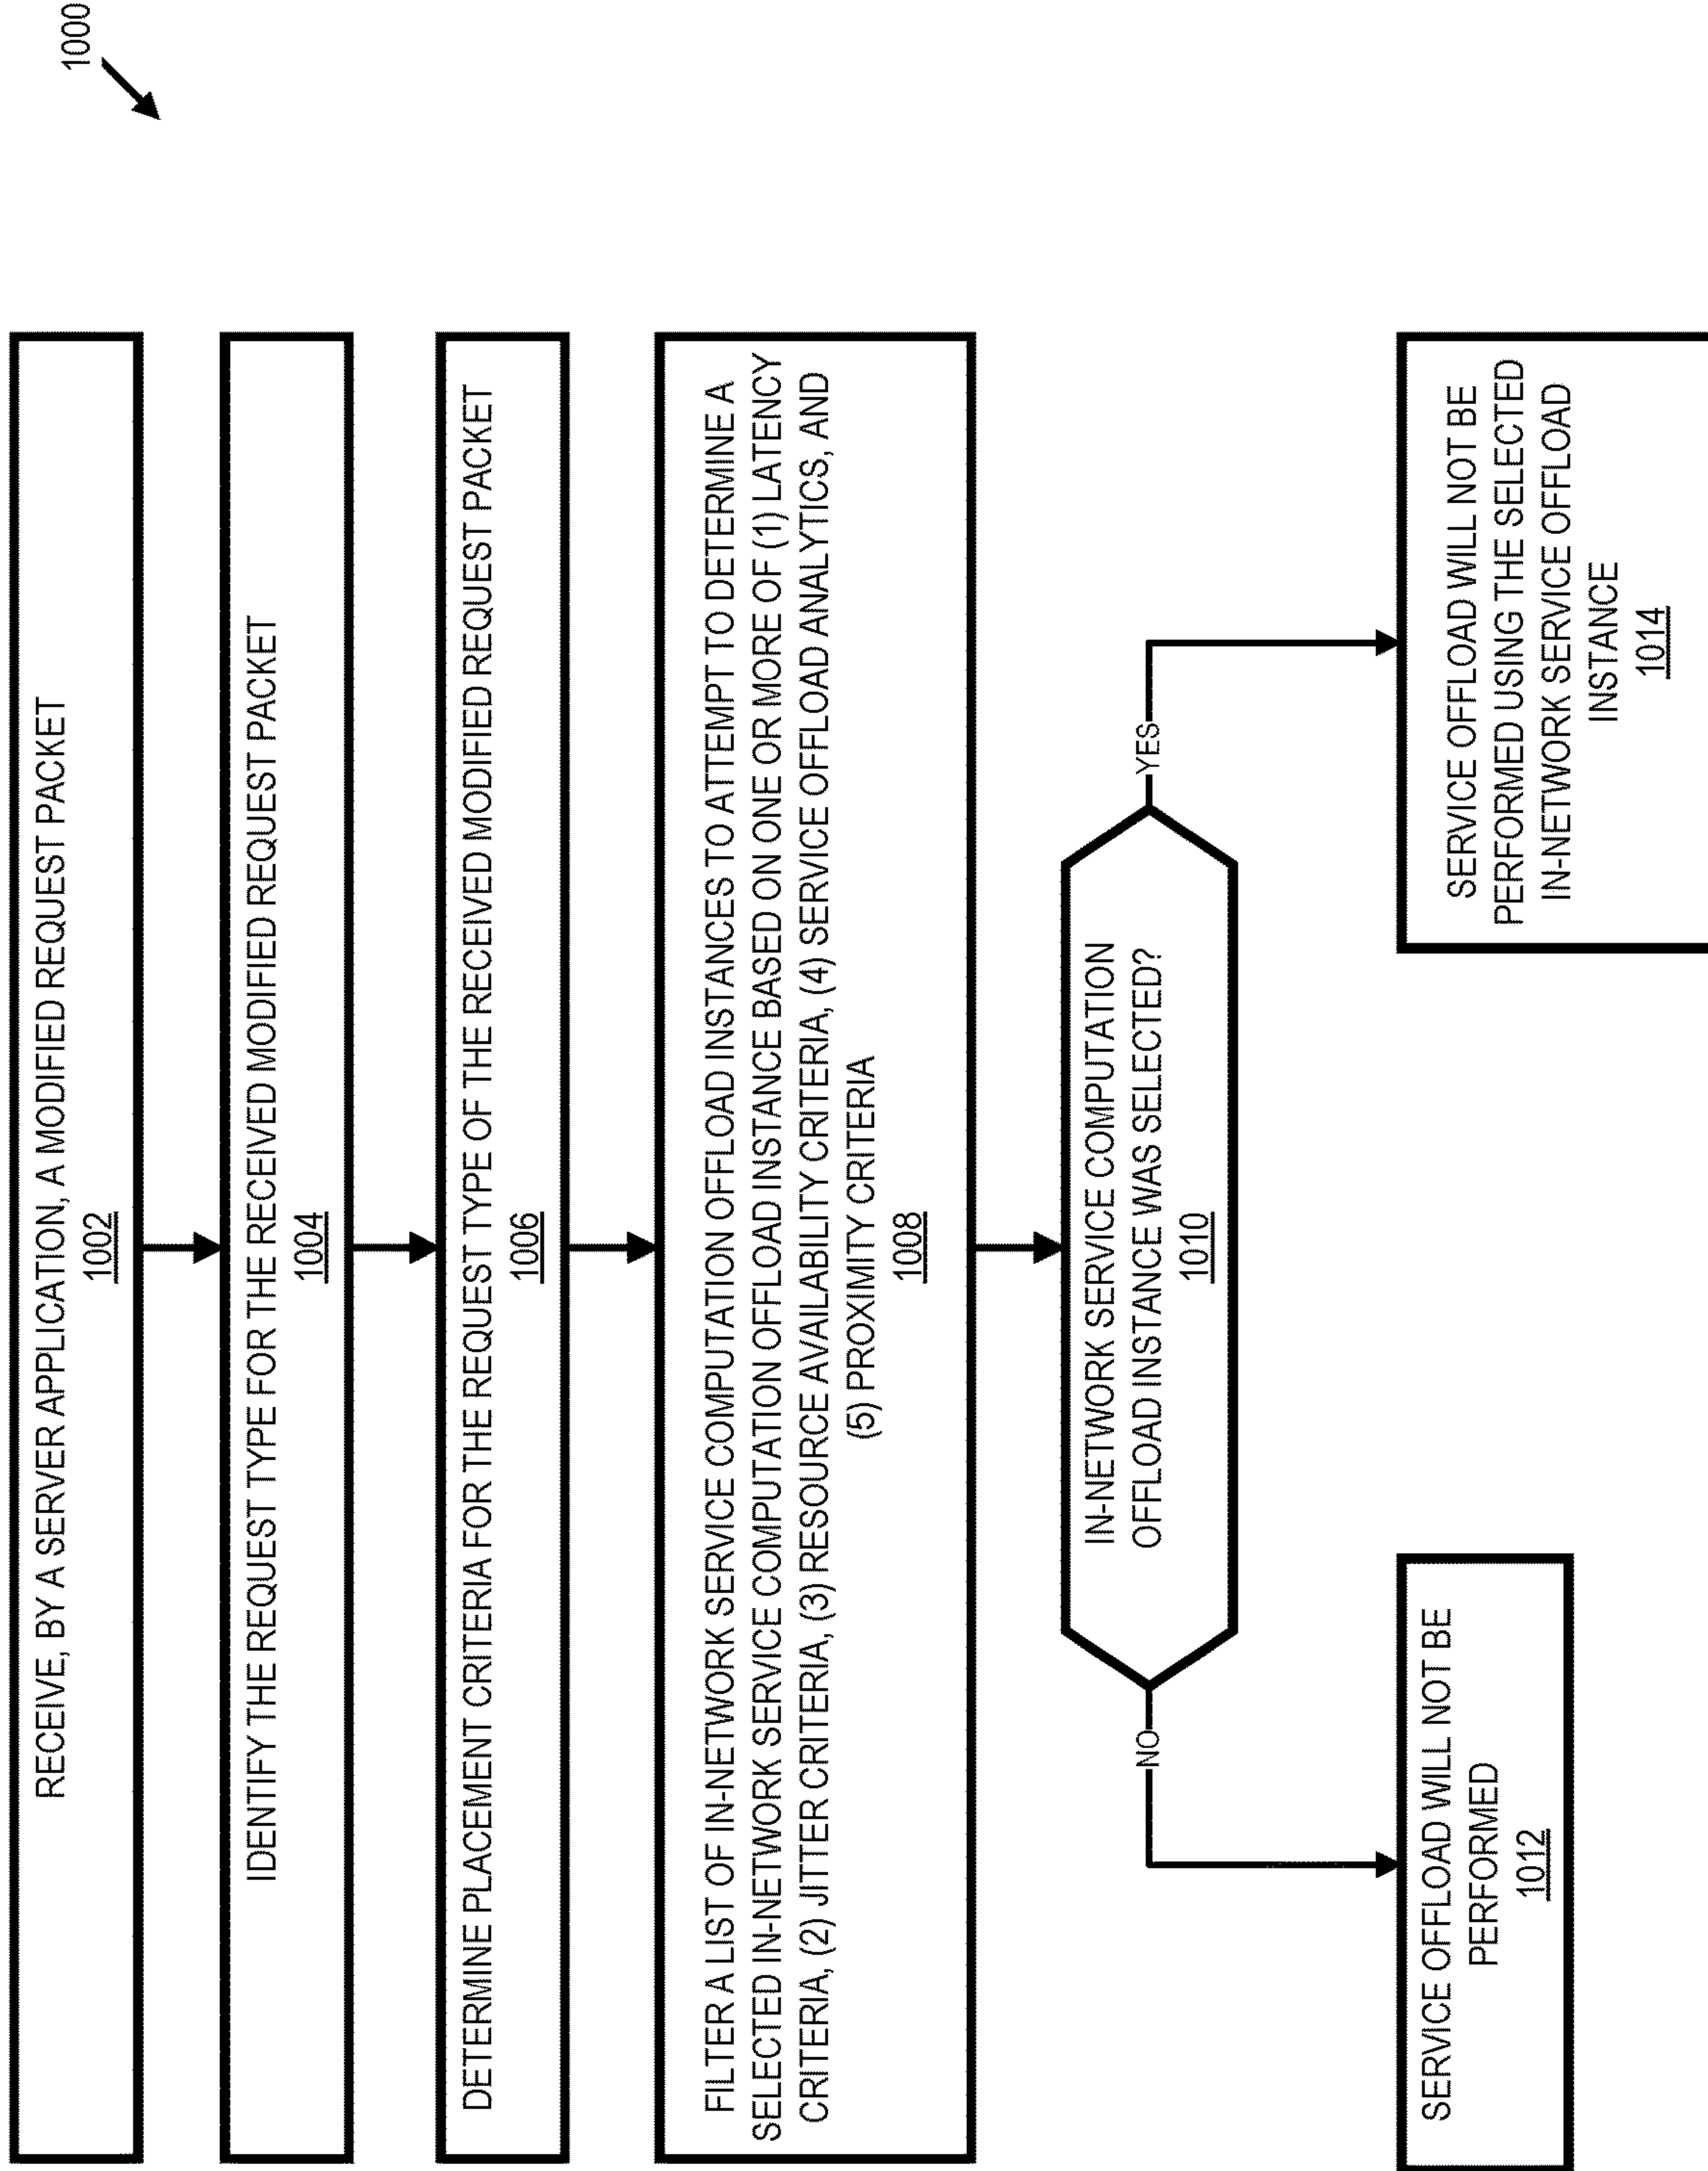 1000
RECEIVE, BY A SERVER APPLICATION, A MODIFIED REQUEST PACKET
1002
IDENTIFY THE REQUEST TYPE FOR THE RECEIVED MODIFIED REQUEST PACKET
1004
DETERMINE PLACEMENT CRITERIA FOR THE REQUEST TYPE OF THE RECEIVED MODIFIED REQUEST PACKET
1006
FILTER A LIST OF IN-NETWORK SERVICE COMPUTATION OFFLOAD INSTANCES TO ATTEMPT TO DETERMINE A
SELECTED IN-NETWORK SERVICE COMPUTATION OFFLOAD INSTANCE BASED ON ONE OR MORE OF (1) LATENCY
CRITERIA, (2) JITTER CRITERIA, (3) RESOURCE AVAILABILITY CRITERIA, (4) SERVICE OFFLOAD ANALYTICS, AND
(5) PROXIMITY CRITERIA
1008
IN-NETWORK SERVICE COMPUTATION
OFFLOAD INSTANCE WAS SELECTED?
1010
NO
YES
SERVICE OFFLOAD WILL NOT BE
PERFORMED
1012
SERVICE OFFLOAD WILL NOT BE
PERFORMED USING THE SELECTED
IN-NETWORK SERVICE OFFLOAD
INSTANCE
1014